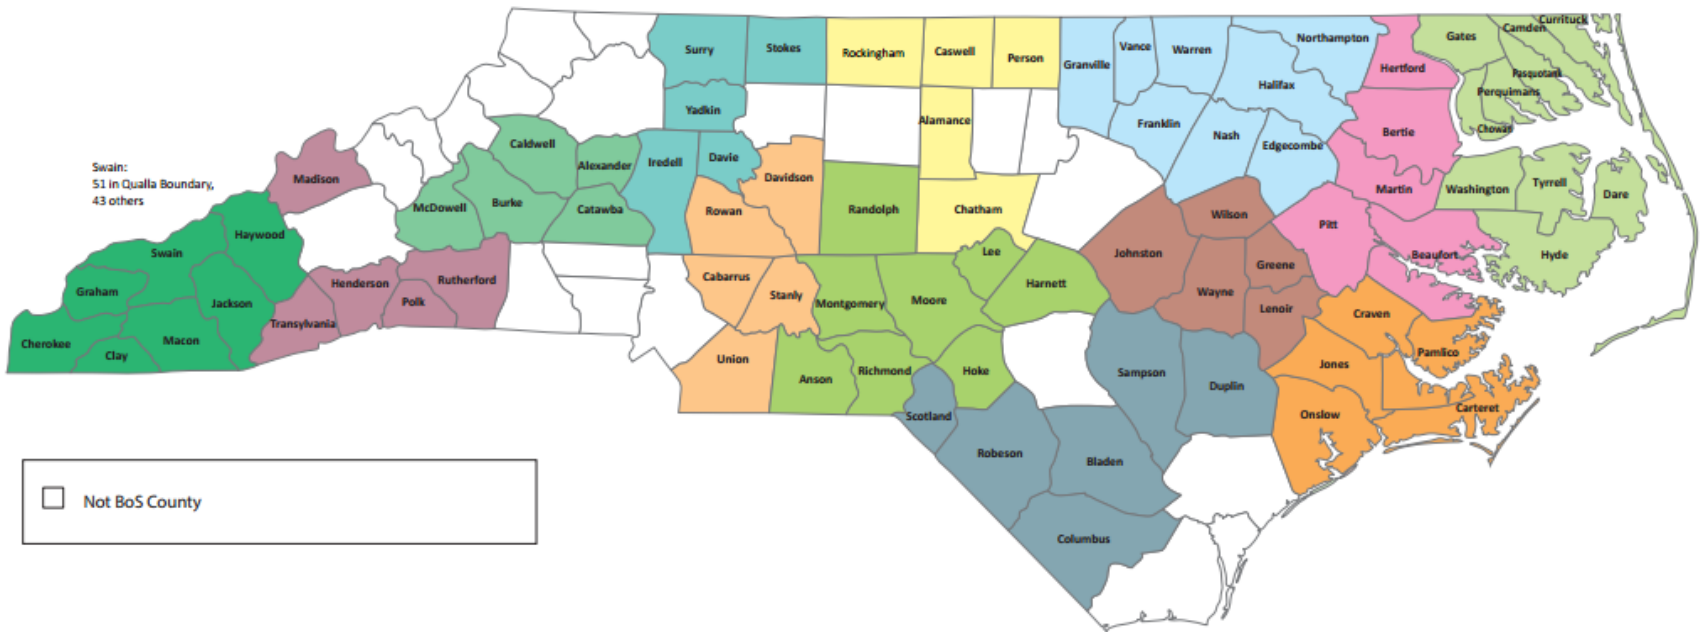 Surry
Stokes
Rockingham
Caswell
Person
Granville
Vance
Warren
Northampton
Hertford
Gates
Camden
Currituck
Pasquotank
Perquimans
Chowan
Halifax
Yadkin
Alamance
Franklin
Nash
Edgecombe
Bertie
Caldwell
Alexander
Iredell
Davie
Davidson
Swain:
51 in Qualla Boundary,
43 others
Madison
McDowell
Burke
Catawba
Rowan
Randolph
Chatham
Wilson
Martin
Washington
Tyrrell
Dare
Haywood
Swain
Johnston
Greene
Pitt
Beaufort
Hyde
Lee
Harnett
Wayne
Lenoir
Graham
Jackson
Henderson
Rutherford
Polk
Transylvania
Cabarrus
Stanly
Montgomery
Moore
Craven
Pamlico
Cherokee
Clay
Macon
Union
Anson
Richmond
Hoke
Sampson
Duplin
Jones
Scotland
Onslow
Carteret
Robeson
Bladen
Columbus
Not BoS County